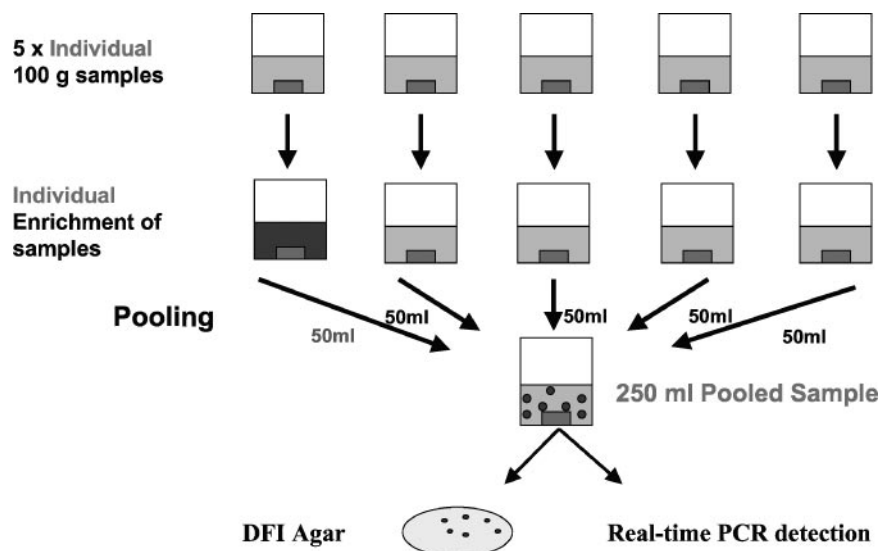 5 x Individual
100 g samples
Individual
Enrichment of
samples
Pooling
50ml
50ml
50ml
50ml
50ml
250 ml Pooled Sample
DFI Agar
Real-time PCR detection